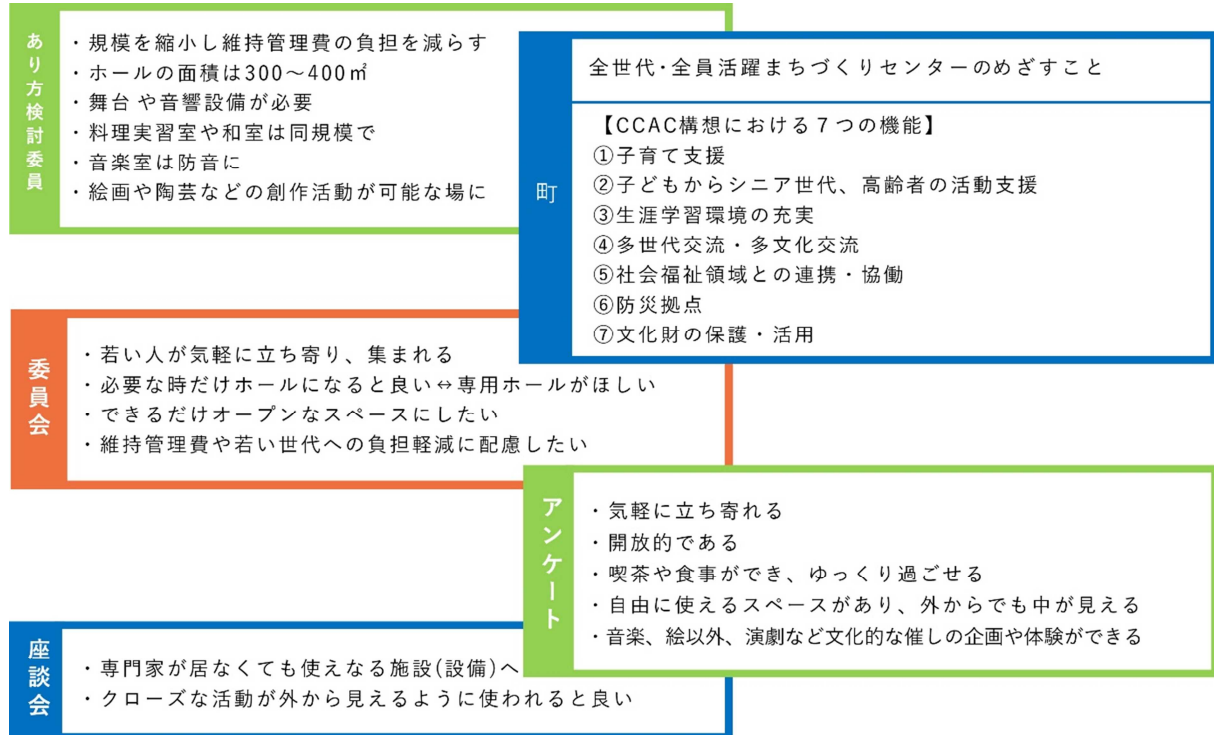 あり方検討委員
・規模を縮小し維持管理費の負担を減らす
・ホールの面積は300～400㎡
・舞台や音響設備が必要
・料理実習室や和室は同規模で
・音楽室は防音に
・絵画や陶芸などの創作活動が可能な場に
町
全世代・全員活躍まちづくりセンターのめざすこと
【CCAC構想における７つの機能】
①子育て支援
②子どもからシニア世代、高齢者の活動支援
③生涯学習環境の充実
④多世代交流・多文化交流
⑤社会福祉領域との連携・協働
⑥防災拠点
⑦文化財の保護・活用
委員会
・若い人が気軽に立ち寄り、集まれる
・必要な時だけホールになると良い⇔専用ホールがほしい
・できるだけオープンなスペースにしたい
・維持管理費や若い世代への負担軽減に配慮したい
アンケート
・気軽に立ち寄れる
・開放的である
・喫茶や食事ができ、ゆっくり過ごせる
・自由に使えるスペースがあり、外からでも中が見える
・音楽、絵以外、演劇など文化的な催しの企画や体験ができる
座談会
・専門家が居なくても使えなる施設(設備)へ
・クローズな活動が外から見えるように使われると良い